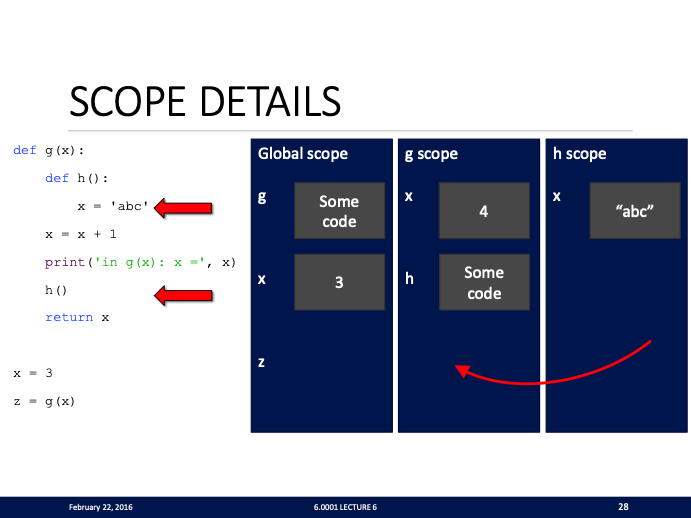 SCOPE DETAILS
def g(x):
    def h():
        x = 'abc'
    x = x + 1
    print('in g(x): x =', x)
    h()
    return x
x = 3
z = g(x)
Global scope
g
Some
code
x
3
z
g scope
x
4
h
Some
code
h scope
x
“abc”
February 22, 2016
6.0001 LECTURE 6
28